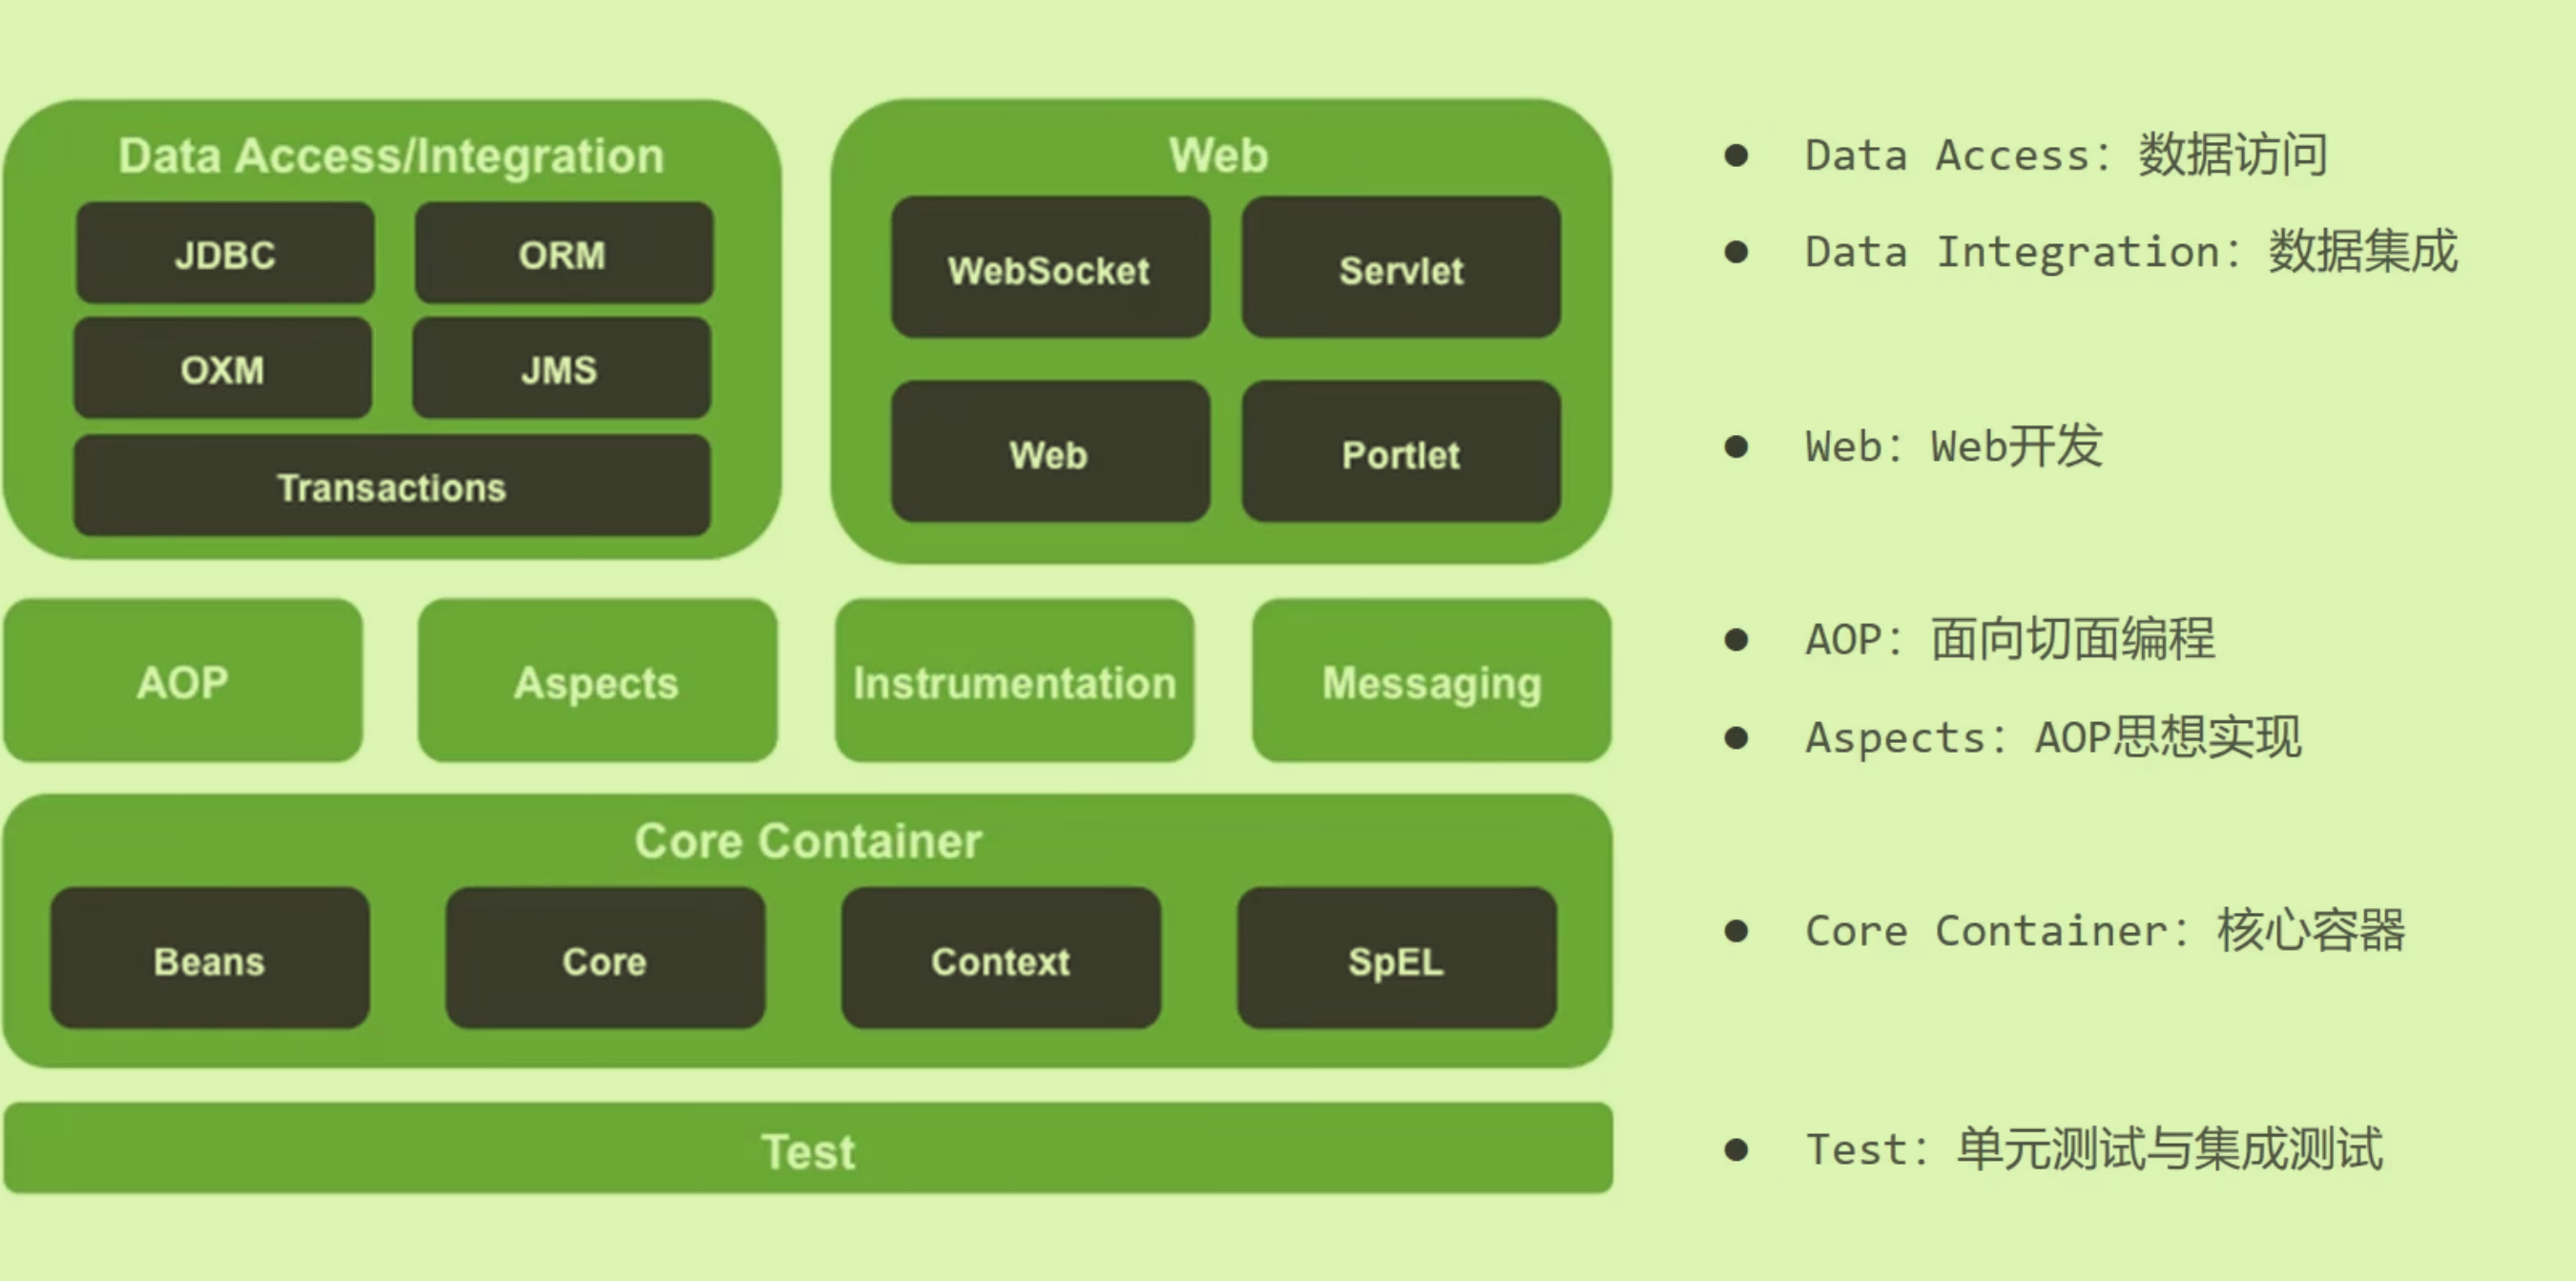 Data Access/Integration
JDBC
ORM
OXM
JMS
Transactions
Web
WebSocket
Servlet
Web
Portlet
AOP
Aspects
Instrumentation
Messaging
Core Container
Beans
Core
Context
SpEL
Test
● Data Access：数据访问
● Data Integration：数据集成
● Web：Web开发
● AOP：面向切面编程
● Aspects：AOP思想实现
● Core Container：核心容器
● Test：单元测试与集成测试